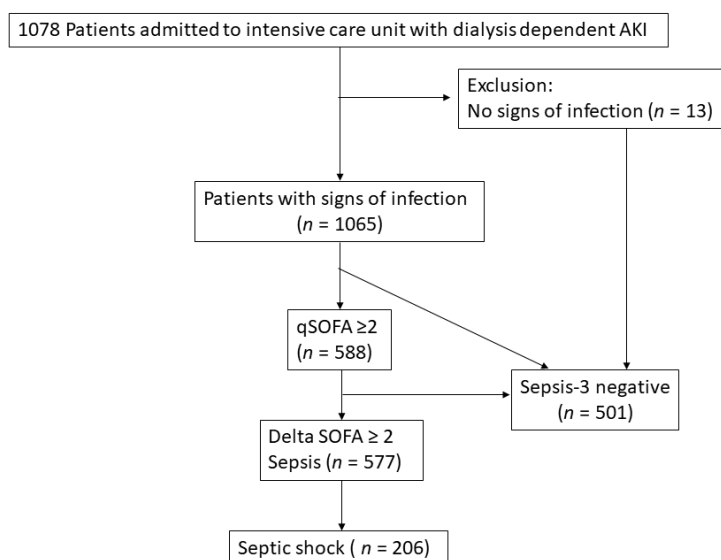 1078 Patients admitted to intensive care unit with dialysis dependent AKI
Exclusion:
No signs of infection (n = 13)
Patients with signs of infection
(n = 1065)
qSOFA ≥2
(n = 588)
Sepsis-3 negative
(n = 501)
Delta SOFA ≥ 2
Sepsis (n = 577)
Septic shock ( n = 206)